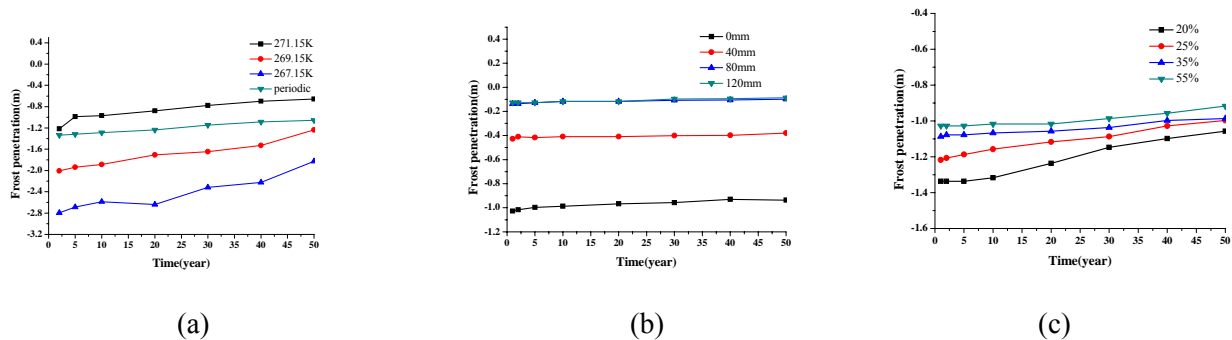 0.4
0.0
-0.4
-0.8
-1.2
-1.6
-2.0
-2.4
-2.8
-3.2
Frost penetration(m)
271.15K
269.15K
267.15K
periodic
0 5 10 15 20 25 30 35 40 45 50
Time(year)
(a)
0.4
0.2
0.0
-0.2
-0.4
-0.6
-0.8
-1.0
-1.2
Frost penetration(m)
0mm
40mm
80mm
120mm
0 5 10 15 20 25 30 35 40 45 50
Time(year)
(b)
-0.4
-0.6
-0.8
-1.0
-1.2
-1.4
-1.6
Frost penetration(m)
20%
25%
35%
55%
0 5 10 15 20 25 30 35 40 45 50
Time(year)
(c)